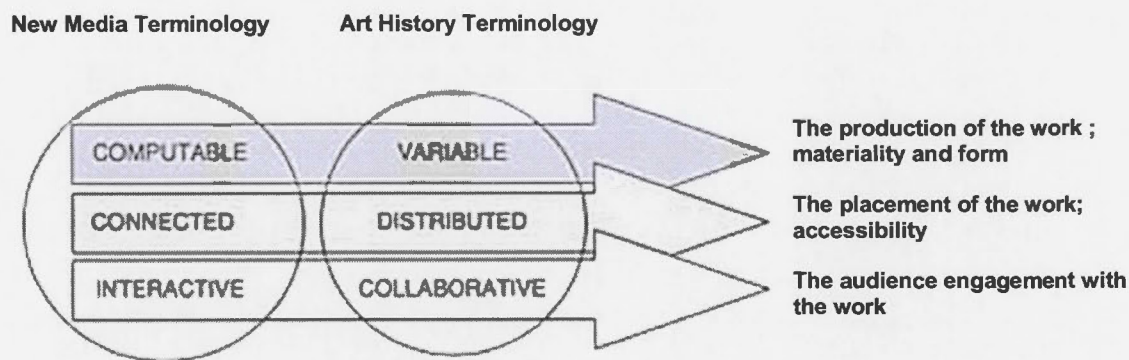 New Media Terminology Art History Terminology
COMPUTABLE VARIABLE
The production of the work ;
materiality and form
CONNECTED DISTRIBUTED
The placement of the work;
accessibility
INTERACTIVE COLLABORATIVE
The audience engagement with
the work